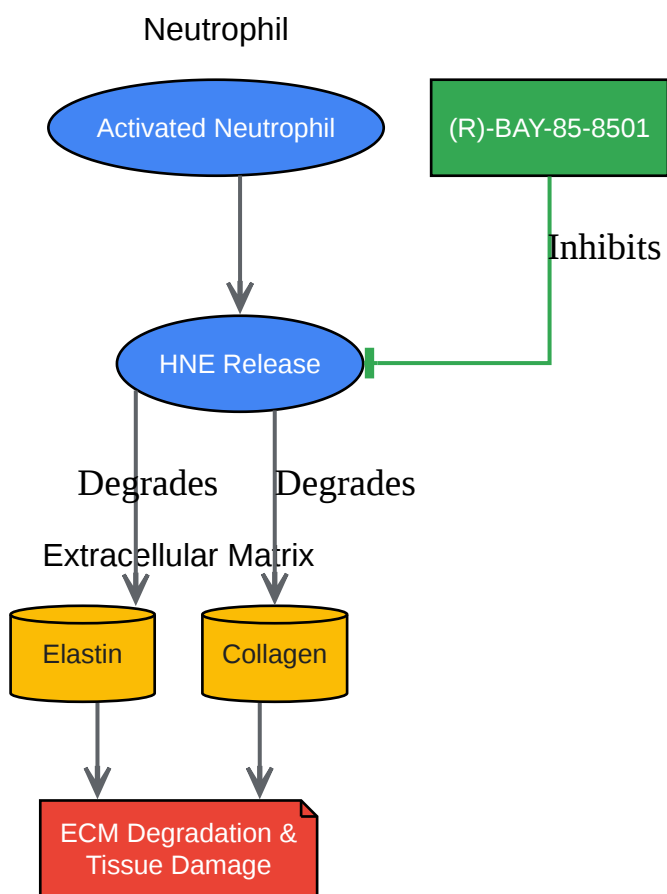 Neutrophil
Activated Neutrophil
(R)-BAY-85-8501
Inhibits
HNE Release
Degrades
Degrades
Extracellular Matrix
Elastin
Collagen
ECM Degradation &
Tissue Damage